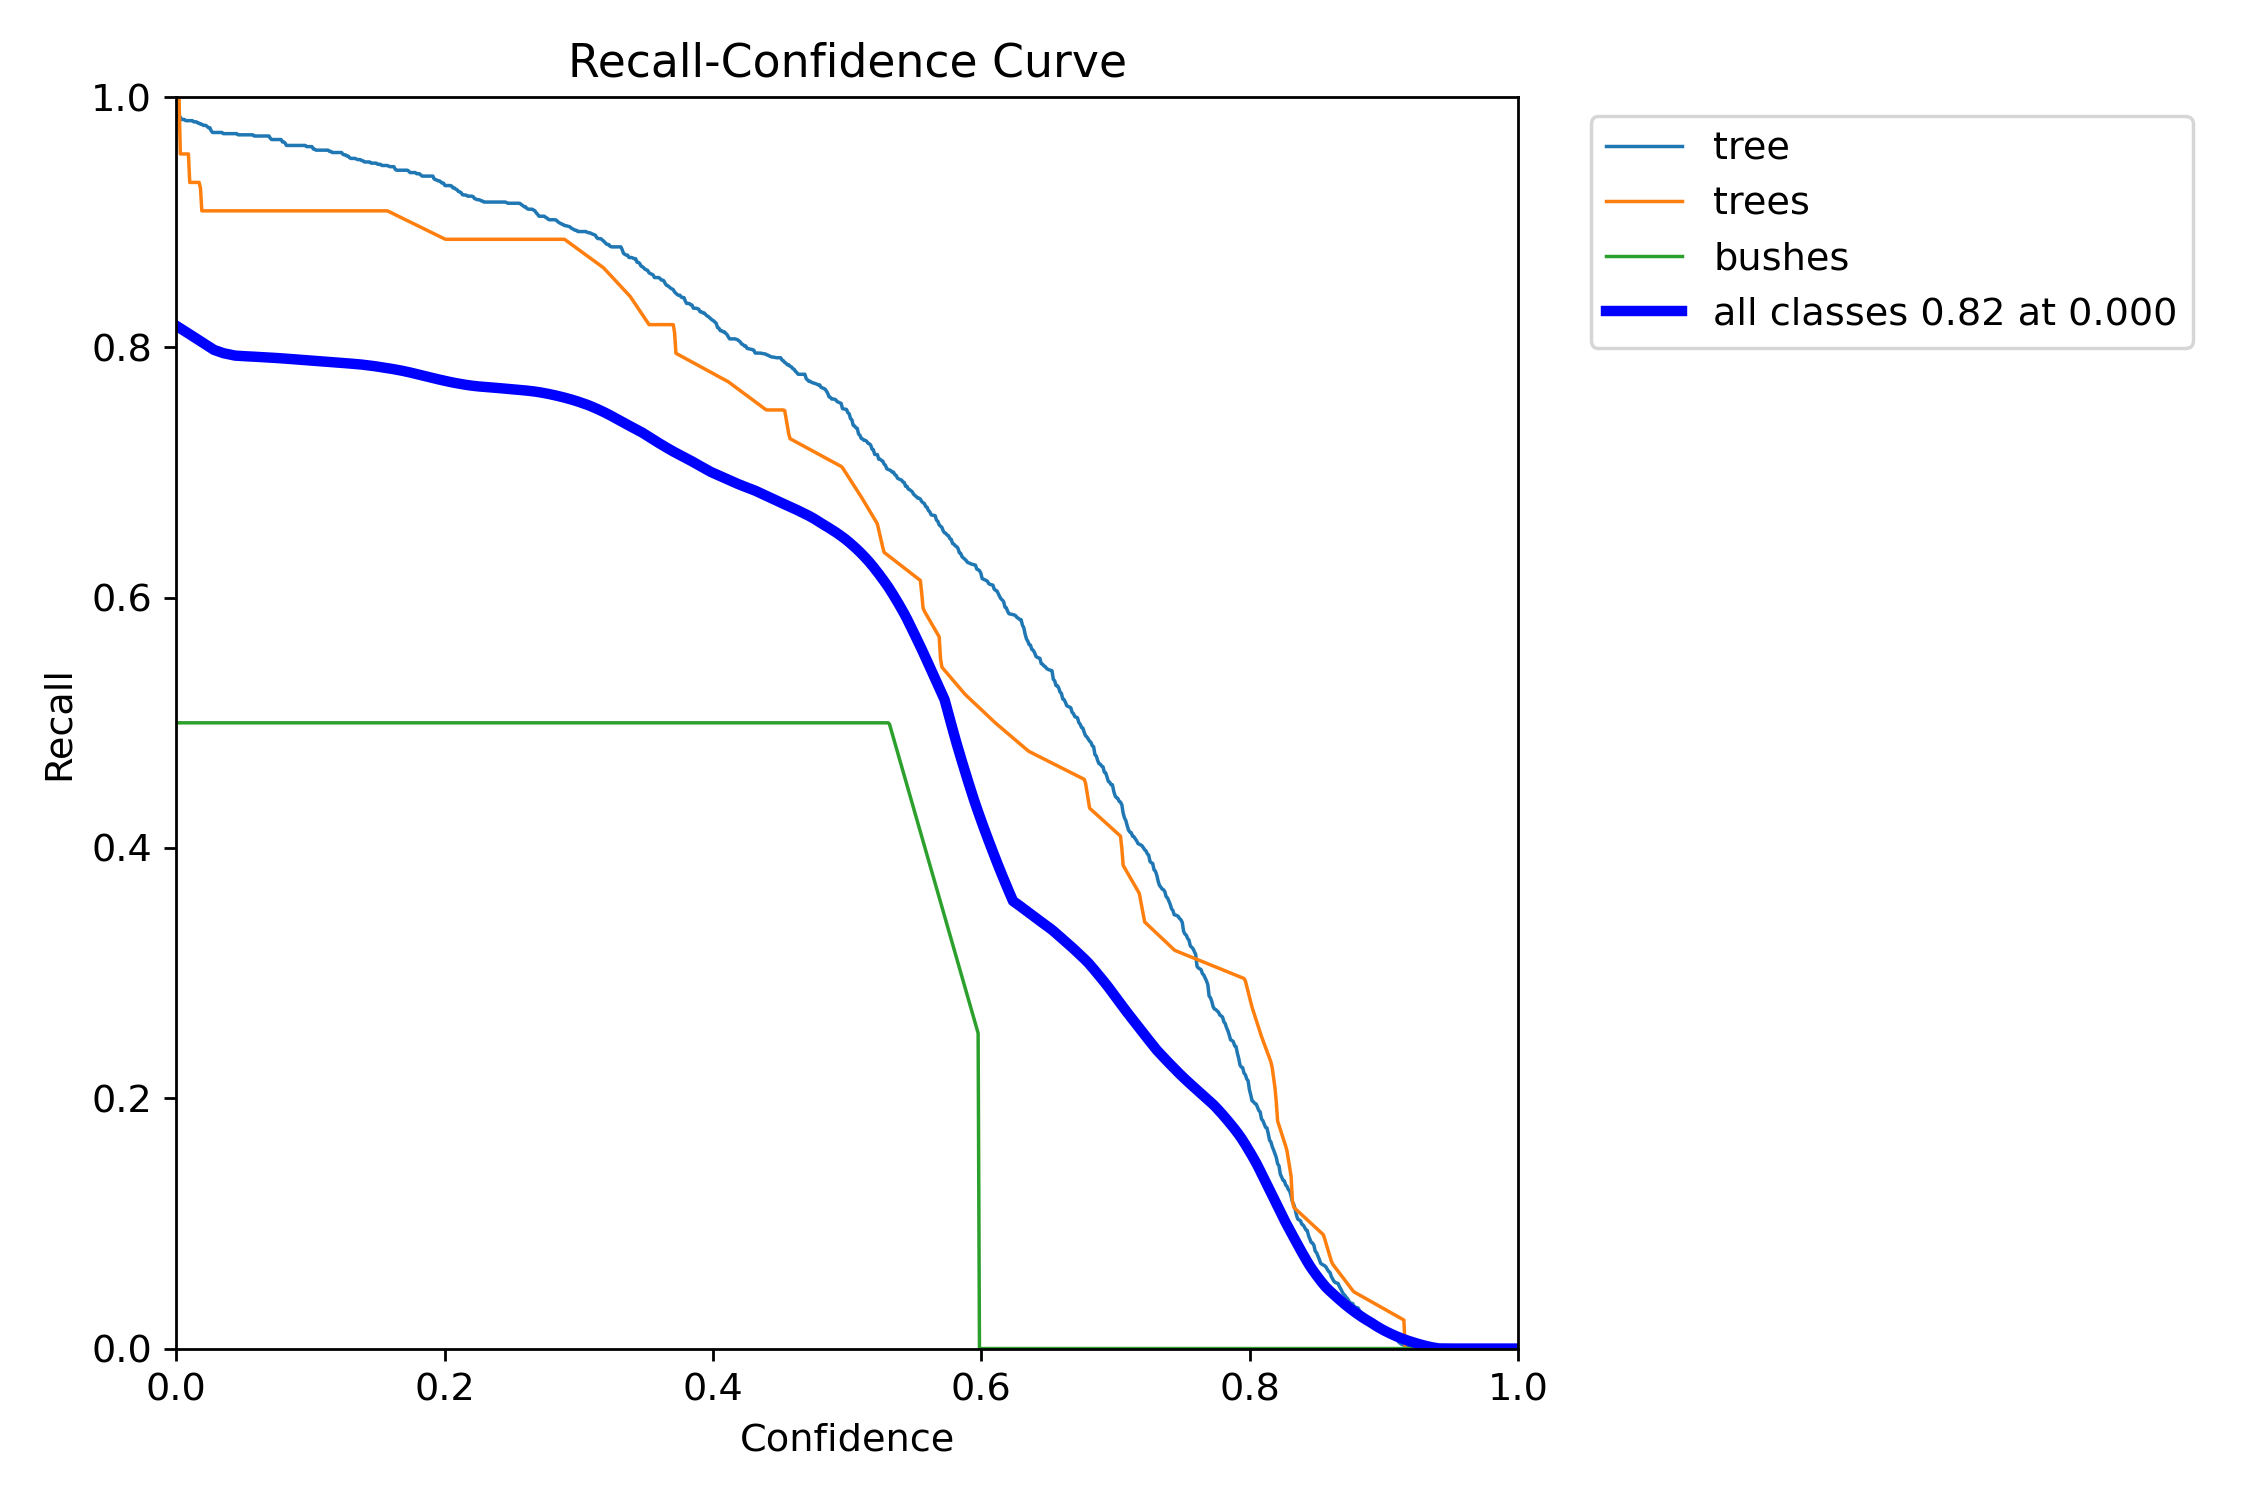 Recall-Confidence Curve
1.0
0.8
0.6
0.4
0.2
0.0
Recall
0.0 0.2 0.4 0.6 0.8 1.0
Confidence
tree
trees
bushes
all classes 0.82 at 0.000